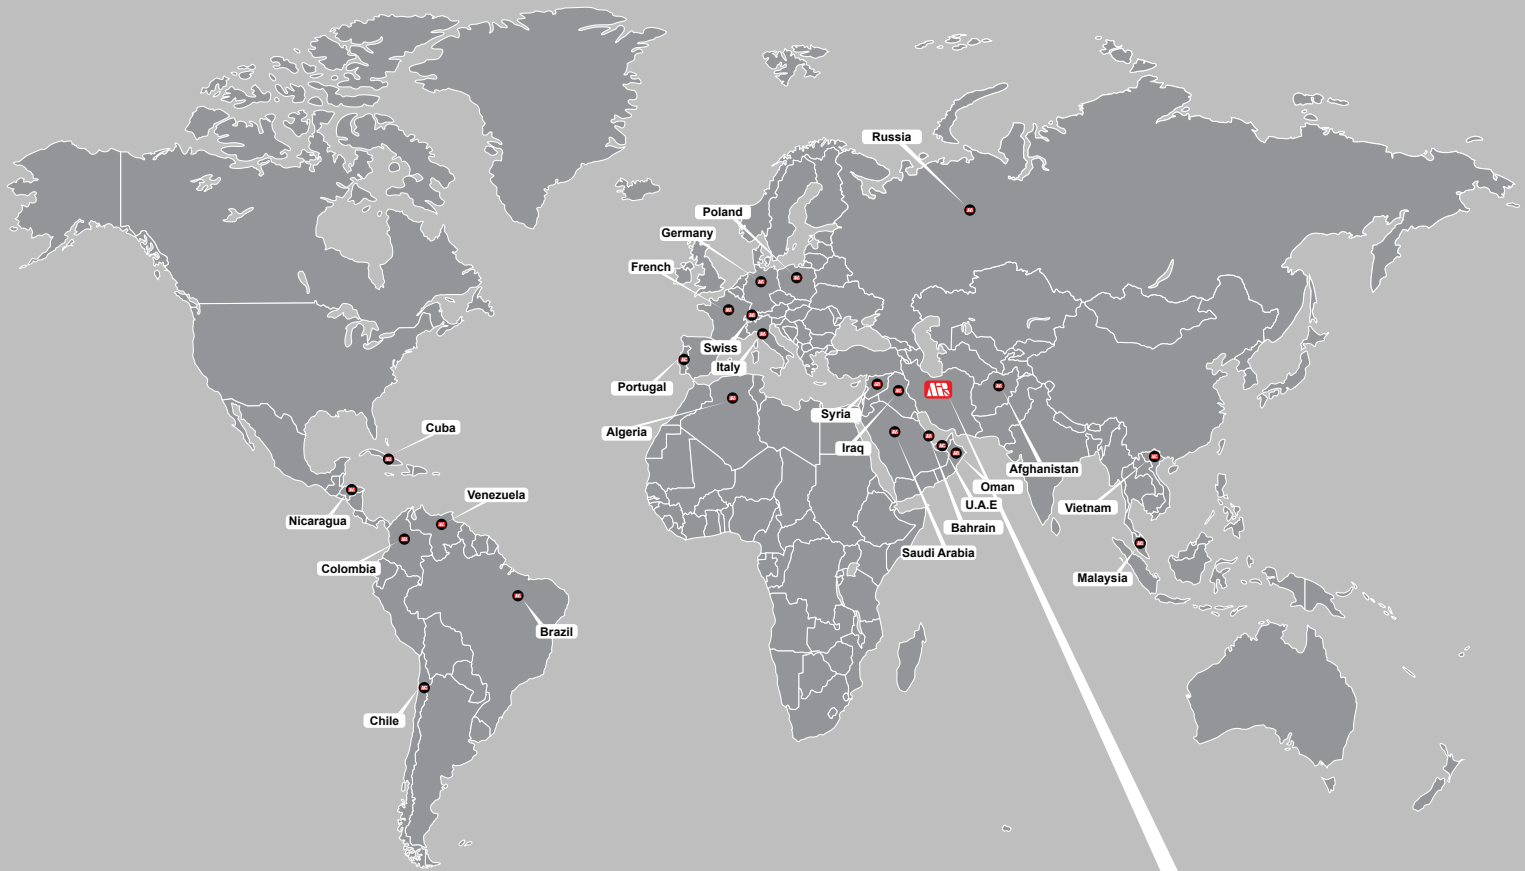 Russia
Poland
Germany
French
Swiss
Italy
Portugal
Syria
Algeria
Cuba
Iraq
Afghanistan
Oman
Venezuela
U.A.E
Vietnam
Nicaragua
Bahrain
Saudi Arabia
Colombia
Malaysia
Brazil
Chile